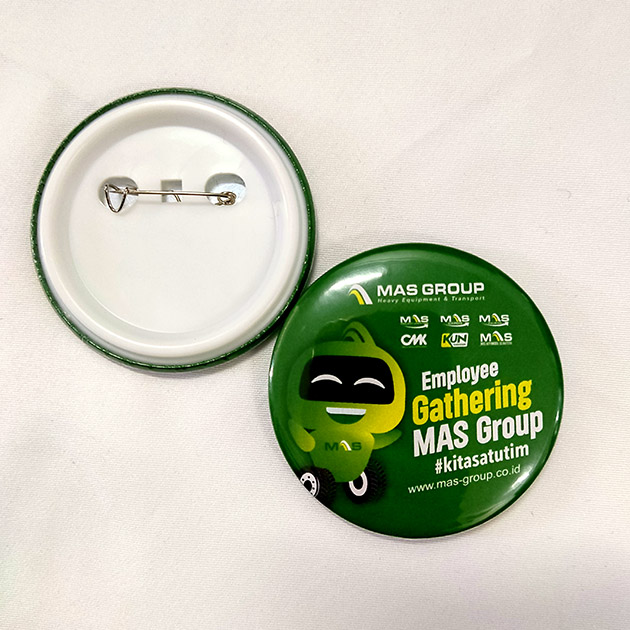 MAS GROUP
Heavy Equipment & Transport
MAS MAS MAS
CMK KUN MAS
Employee
Gathering
MAS Group
#kitasatutim
www.mas-group.co.id
MAS